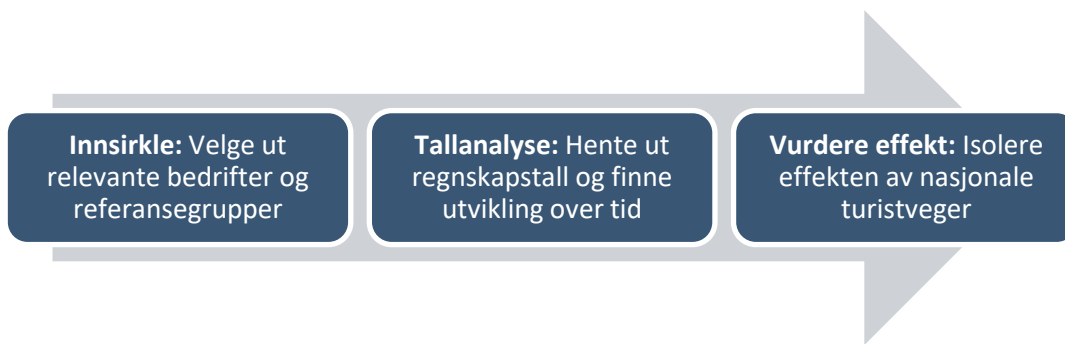 Innsirkle: Velge ut
relevante bedrifter og
referansegrupper
Tallanalyse: Hente ut
regnskapstall og finne
utvikling over tid
Vurdere effekt: Isolere
effekten av nasjonale
turistveger